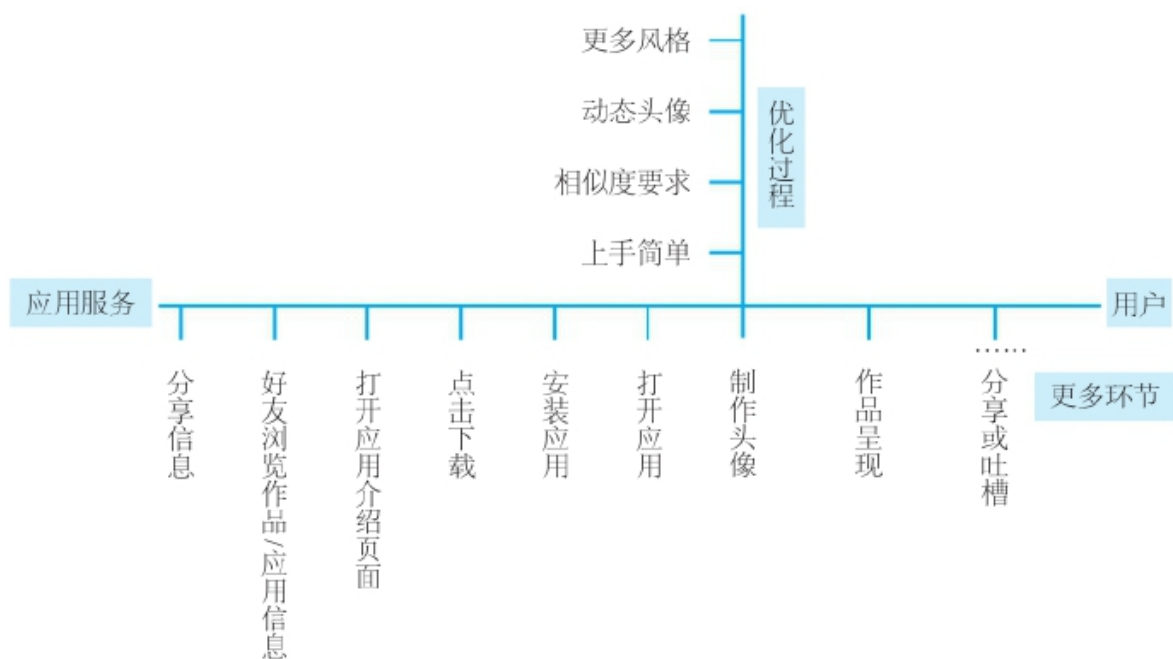 更多风格
动态头像
优化过程
相似度要求
上手简单
应用服务
用户
……
分享信息
好友浏览作品/应用信息
打开应用介绍页面
点击下载
安装应用
打开应用
制作头像
作品呈现
分享或吐槽
更多环节